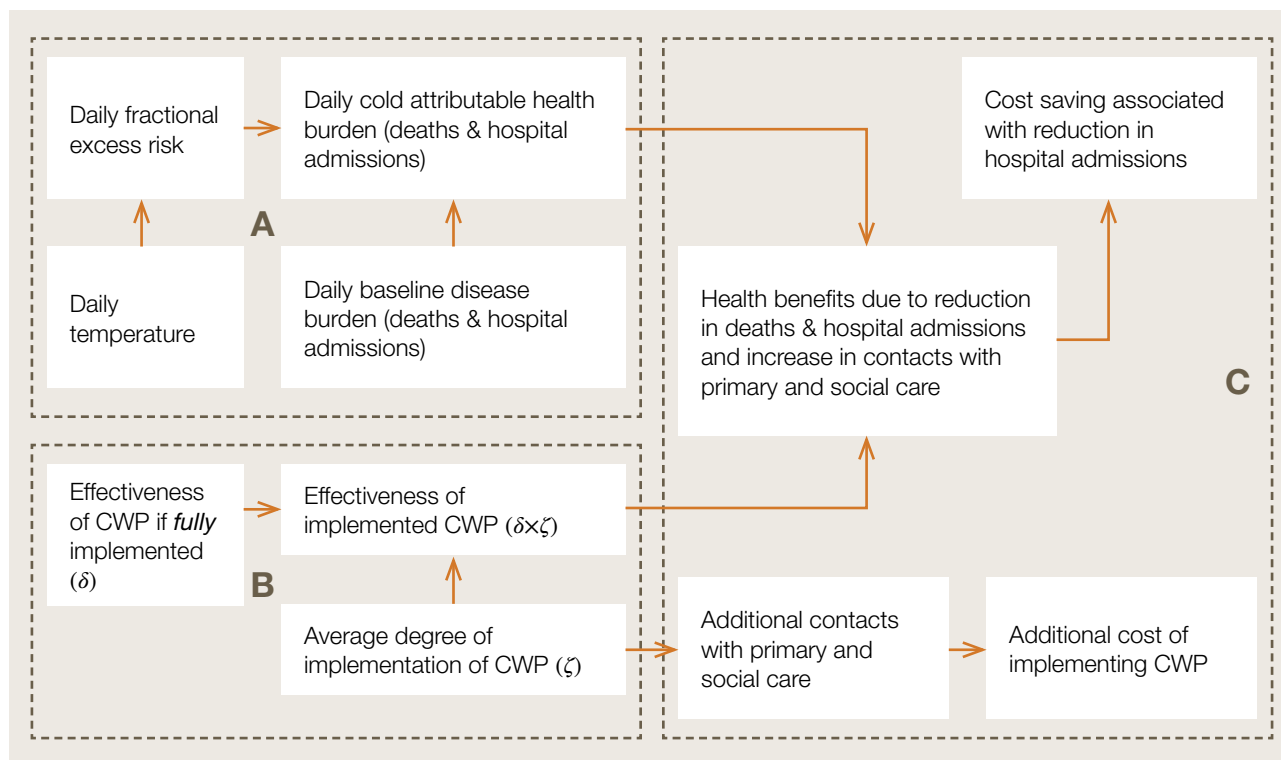 Daily fractional
excess risk
Daily cold attributable health
burden (deaths & hospital
admissions)
A
Daily
temperature
Daily baseline disease
burden (deaths & hospital
admissions)
Effectiveness
of CWP if fully
implemented
(δ)
Effectiveness of
implemented CWP (δ×ζ)
B
Average degree of
implementation of CWP (ζ)
Cost saving associated
with reduction in
hospital admissions
Health benefits due to reduction
in deaths & hospital admissions
and increase in contacts with
primary and social care
C
Additional contacts
with primary and
social care
Additional cost of
implementing CWP